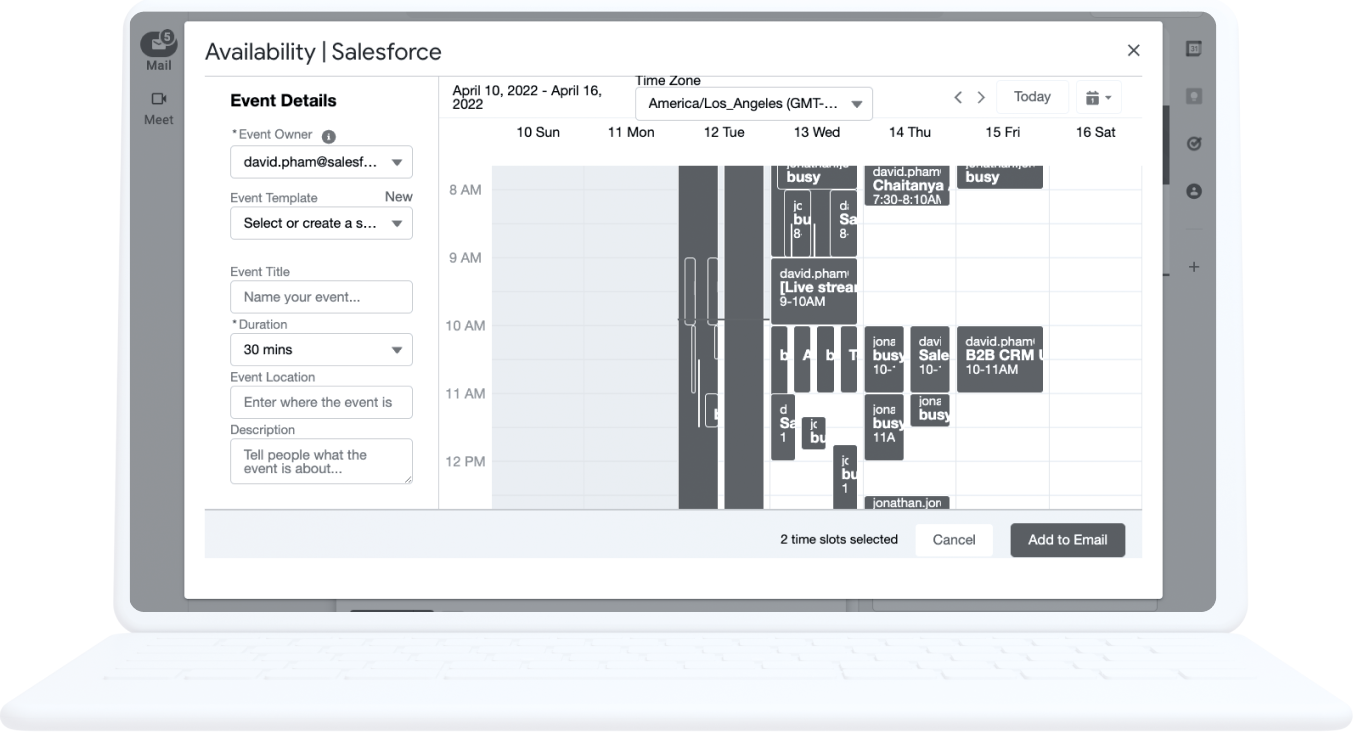 5
Mail
Meet
Availability | Salesforce
Event Details
*Event Owner
david.pham@salesf...
Event Template New
Select or create a s...
Event Title
Name your event...
*Duration
30 mins
Event Location
Enter where the event is
Description
Tell people what the
event is about...
April 10, 2022 - April 16,
2022
Time Zone
America/Los_Angeles (GMT-...
Today
10 Sun 11 Mon 12 Tue 13 Wed 14 Thu 15 Fri 16 Sat
8 AM
9 AM
10 AM
11 AM
12 PM
busy
jc
bu
8-
da
Sa
8-
david.pham
[Live strea
9-10AM
b
A
b
T
d
Sa
1
jc
bu
jc
bu
1
david.pham
Chaitanya
7:30-8:10AM
jona
busy
10-
davi
Sale
10-
jona
busy
11A
jona
busy
jonathan.jon
busy
david.pham
B2B CRM U
10-11AM
2 time slots selected
Cancel
Add to Email
31